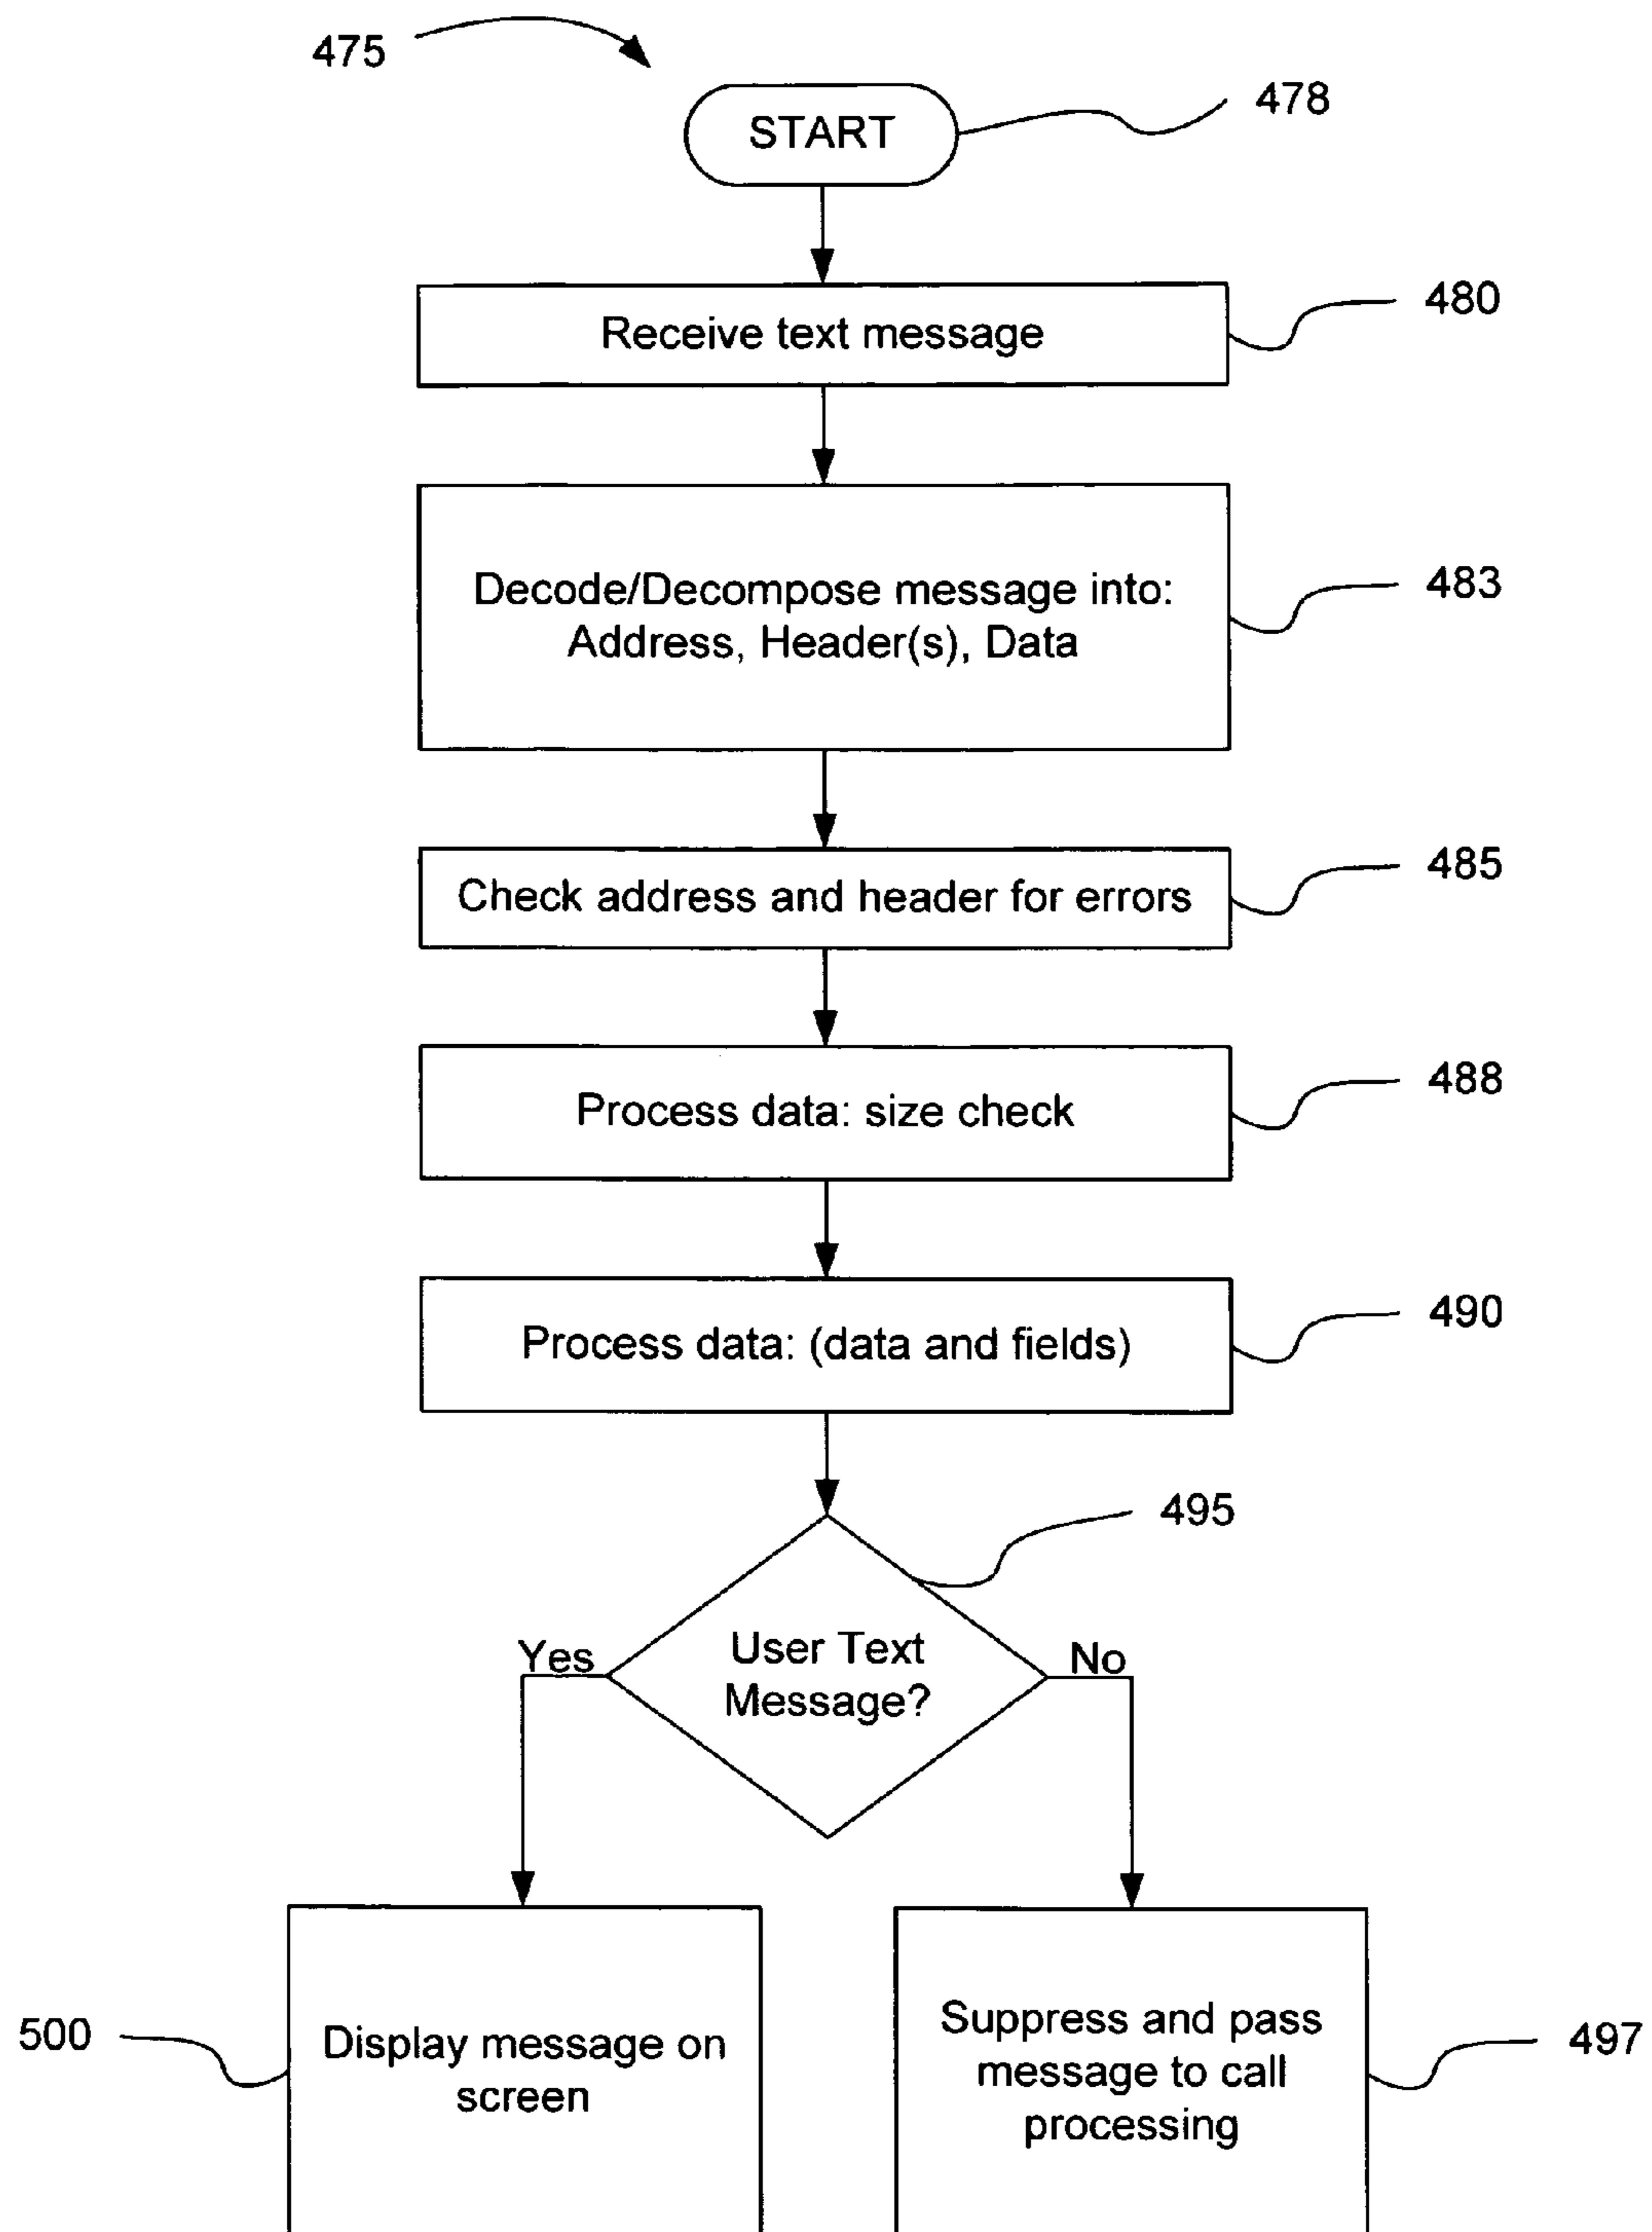 475
START
478
Receive text message
480
Decode/Decompose message into:
Address, Header(s), Data
483
Check address and header for errors
485
Process data: size check
488
Process data: (data and fields)
490
495
User Text
Message?
Yes
No
500
Display message on
screen
Suppress and pass
message to call
processing
497